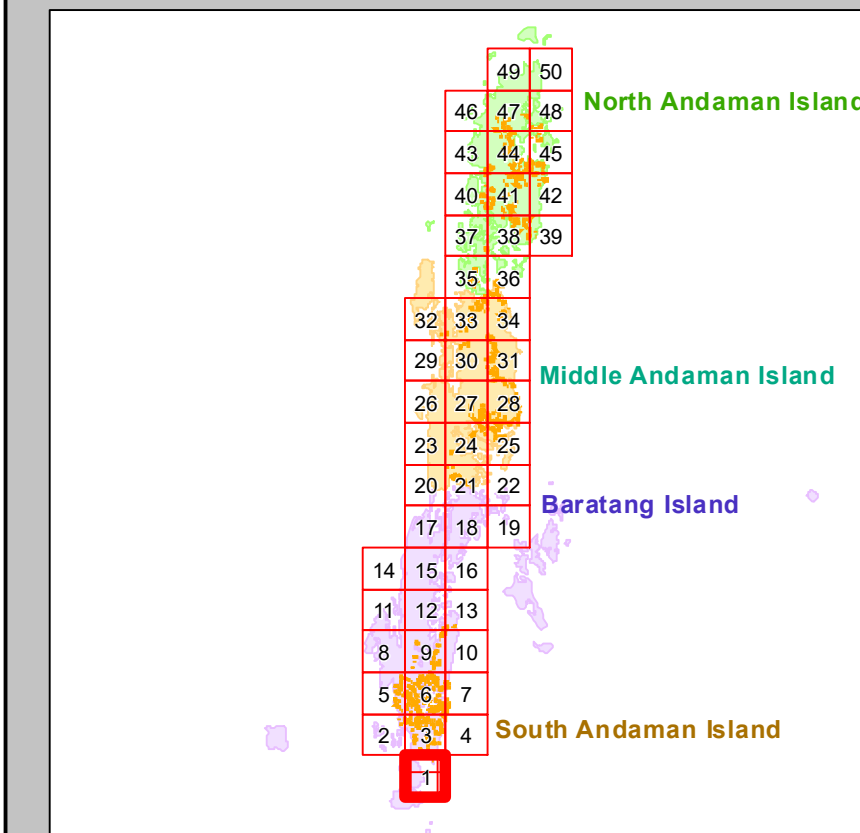 49 50
North Andaman Island
46 47 48
43 44 45
40 41 42
37 38 39
35 36
32 33 34
29 30 31
Middle Andaman Island
26 27 28
23 24 25
20 21 22
Baratang Island
17 18 19
14 15 16
11 12 13
8 9 10
5 6 7
2 3 4
South Andaman Island
1